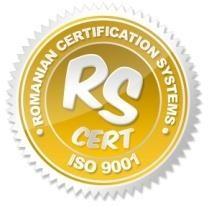 • ROMANIAN CERTIFICATION SYSTEMS •
RS
CERT
ISO 9001